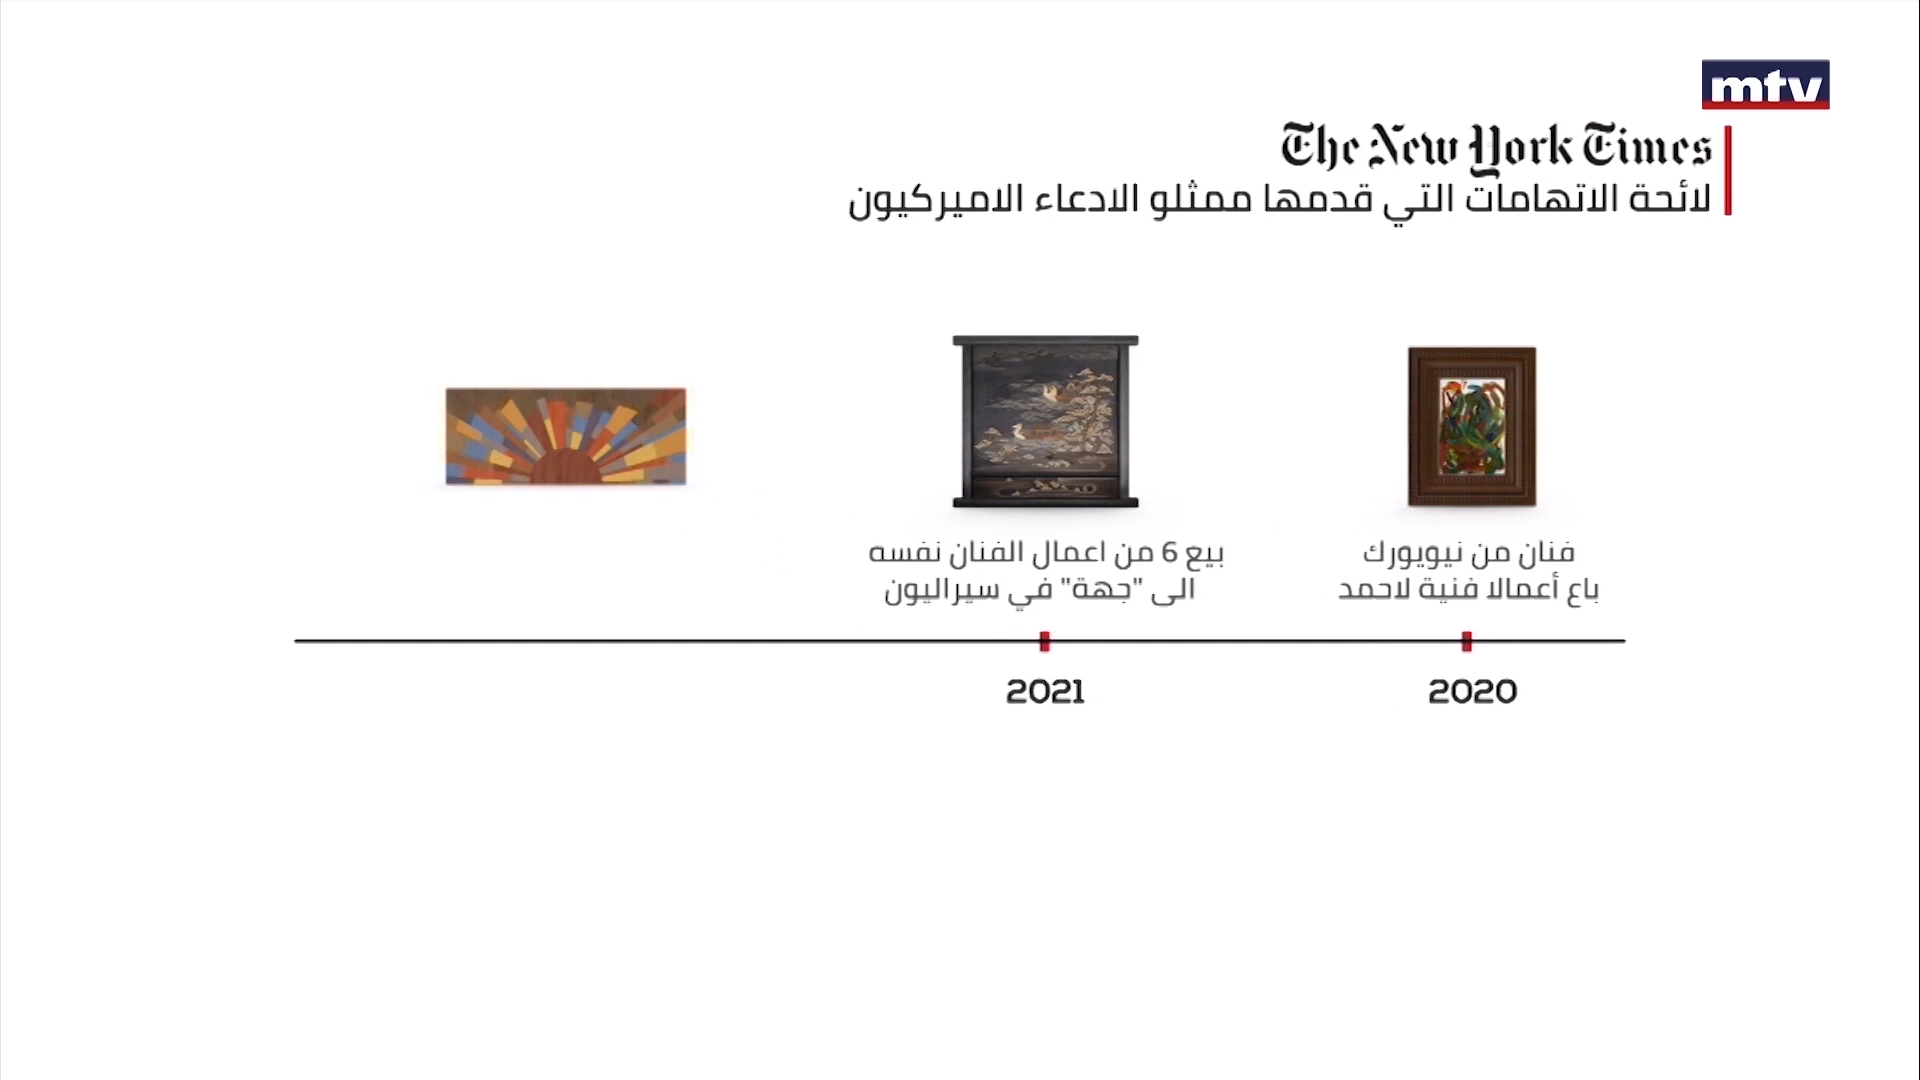 mtv
The New York Times
لائحة الاتهامات التي قدمها ممثلو الادعاء الاميركيون
فنان من نيويورك
باع أعمالا فنية لاحمد
2020
بيع 6 من اعمال الفنان نفسه
الى "جهة" في سيراليون
2021